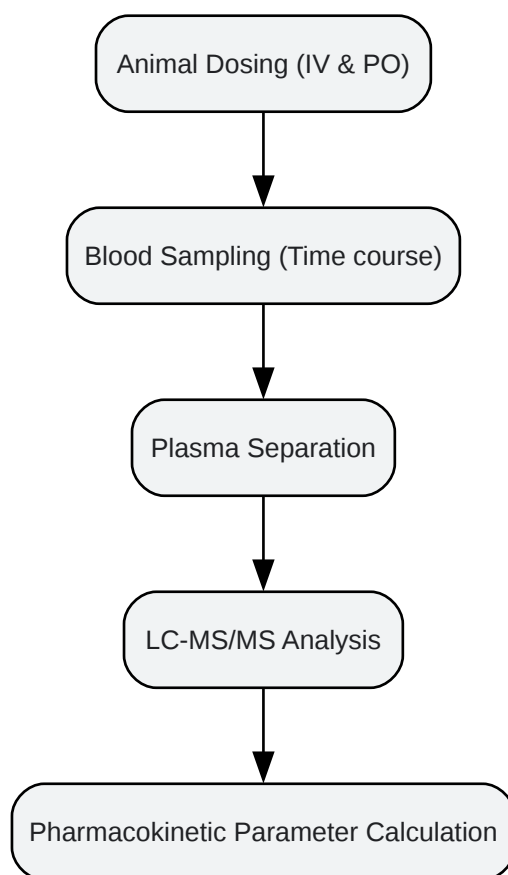 Animal Dosing (IV & PO)
Blood Sampling (Time course)
Plasma Separation
LC-MS/MS Analysis
Pharmacokinetic Parameter Calculation